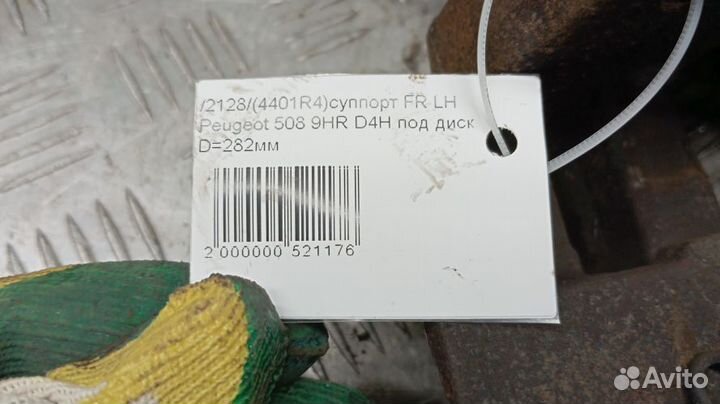 /2128/(4401R4)суппорт FR LH
Peugeot 508 9HR D4H под диск
D=282мм
2 000000 521176
Avito